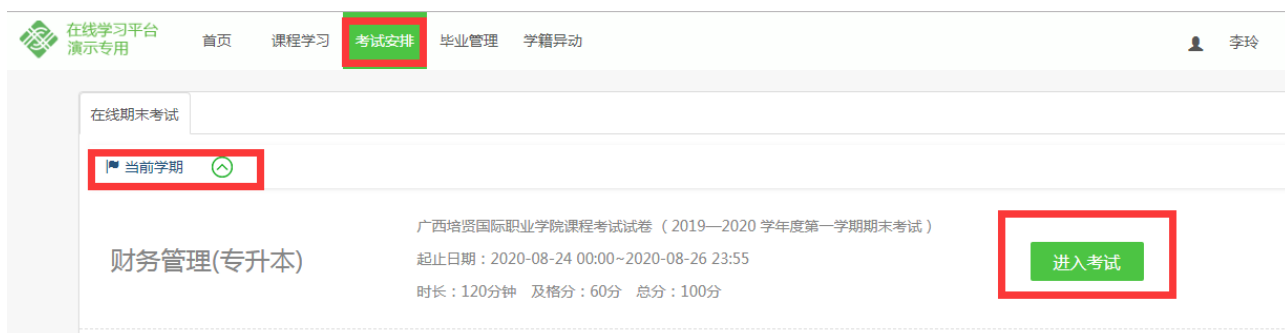 在线学习平台
演示专用
首页 课程学习 考试安排 毕业管理 学籍异动 李玲
在线期末考试
当前学期
广西培贤国际职业学院课程考试试卷 ( 2019—2020 学年度第一学期期末考试 )
财务管理(专升本)
起止日期：2020-08-24 00:00~2020-08-26 23:55
进入考试
时长：120分钟 及格分：60分 总分：100分